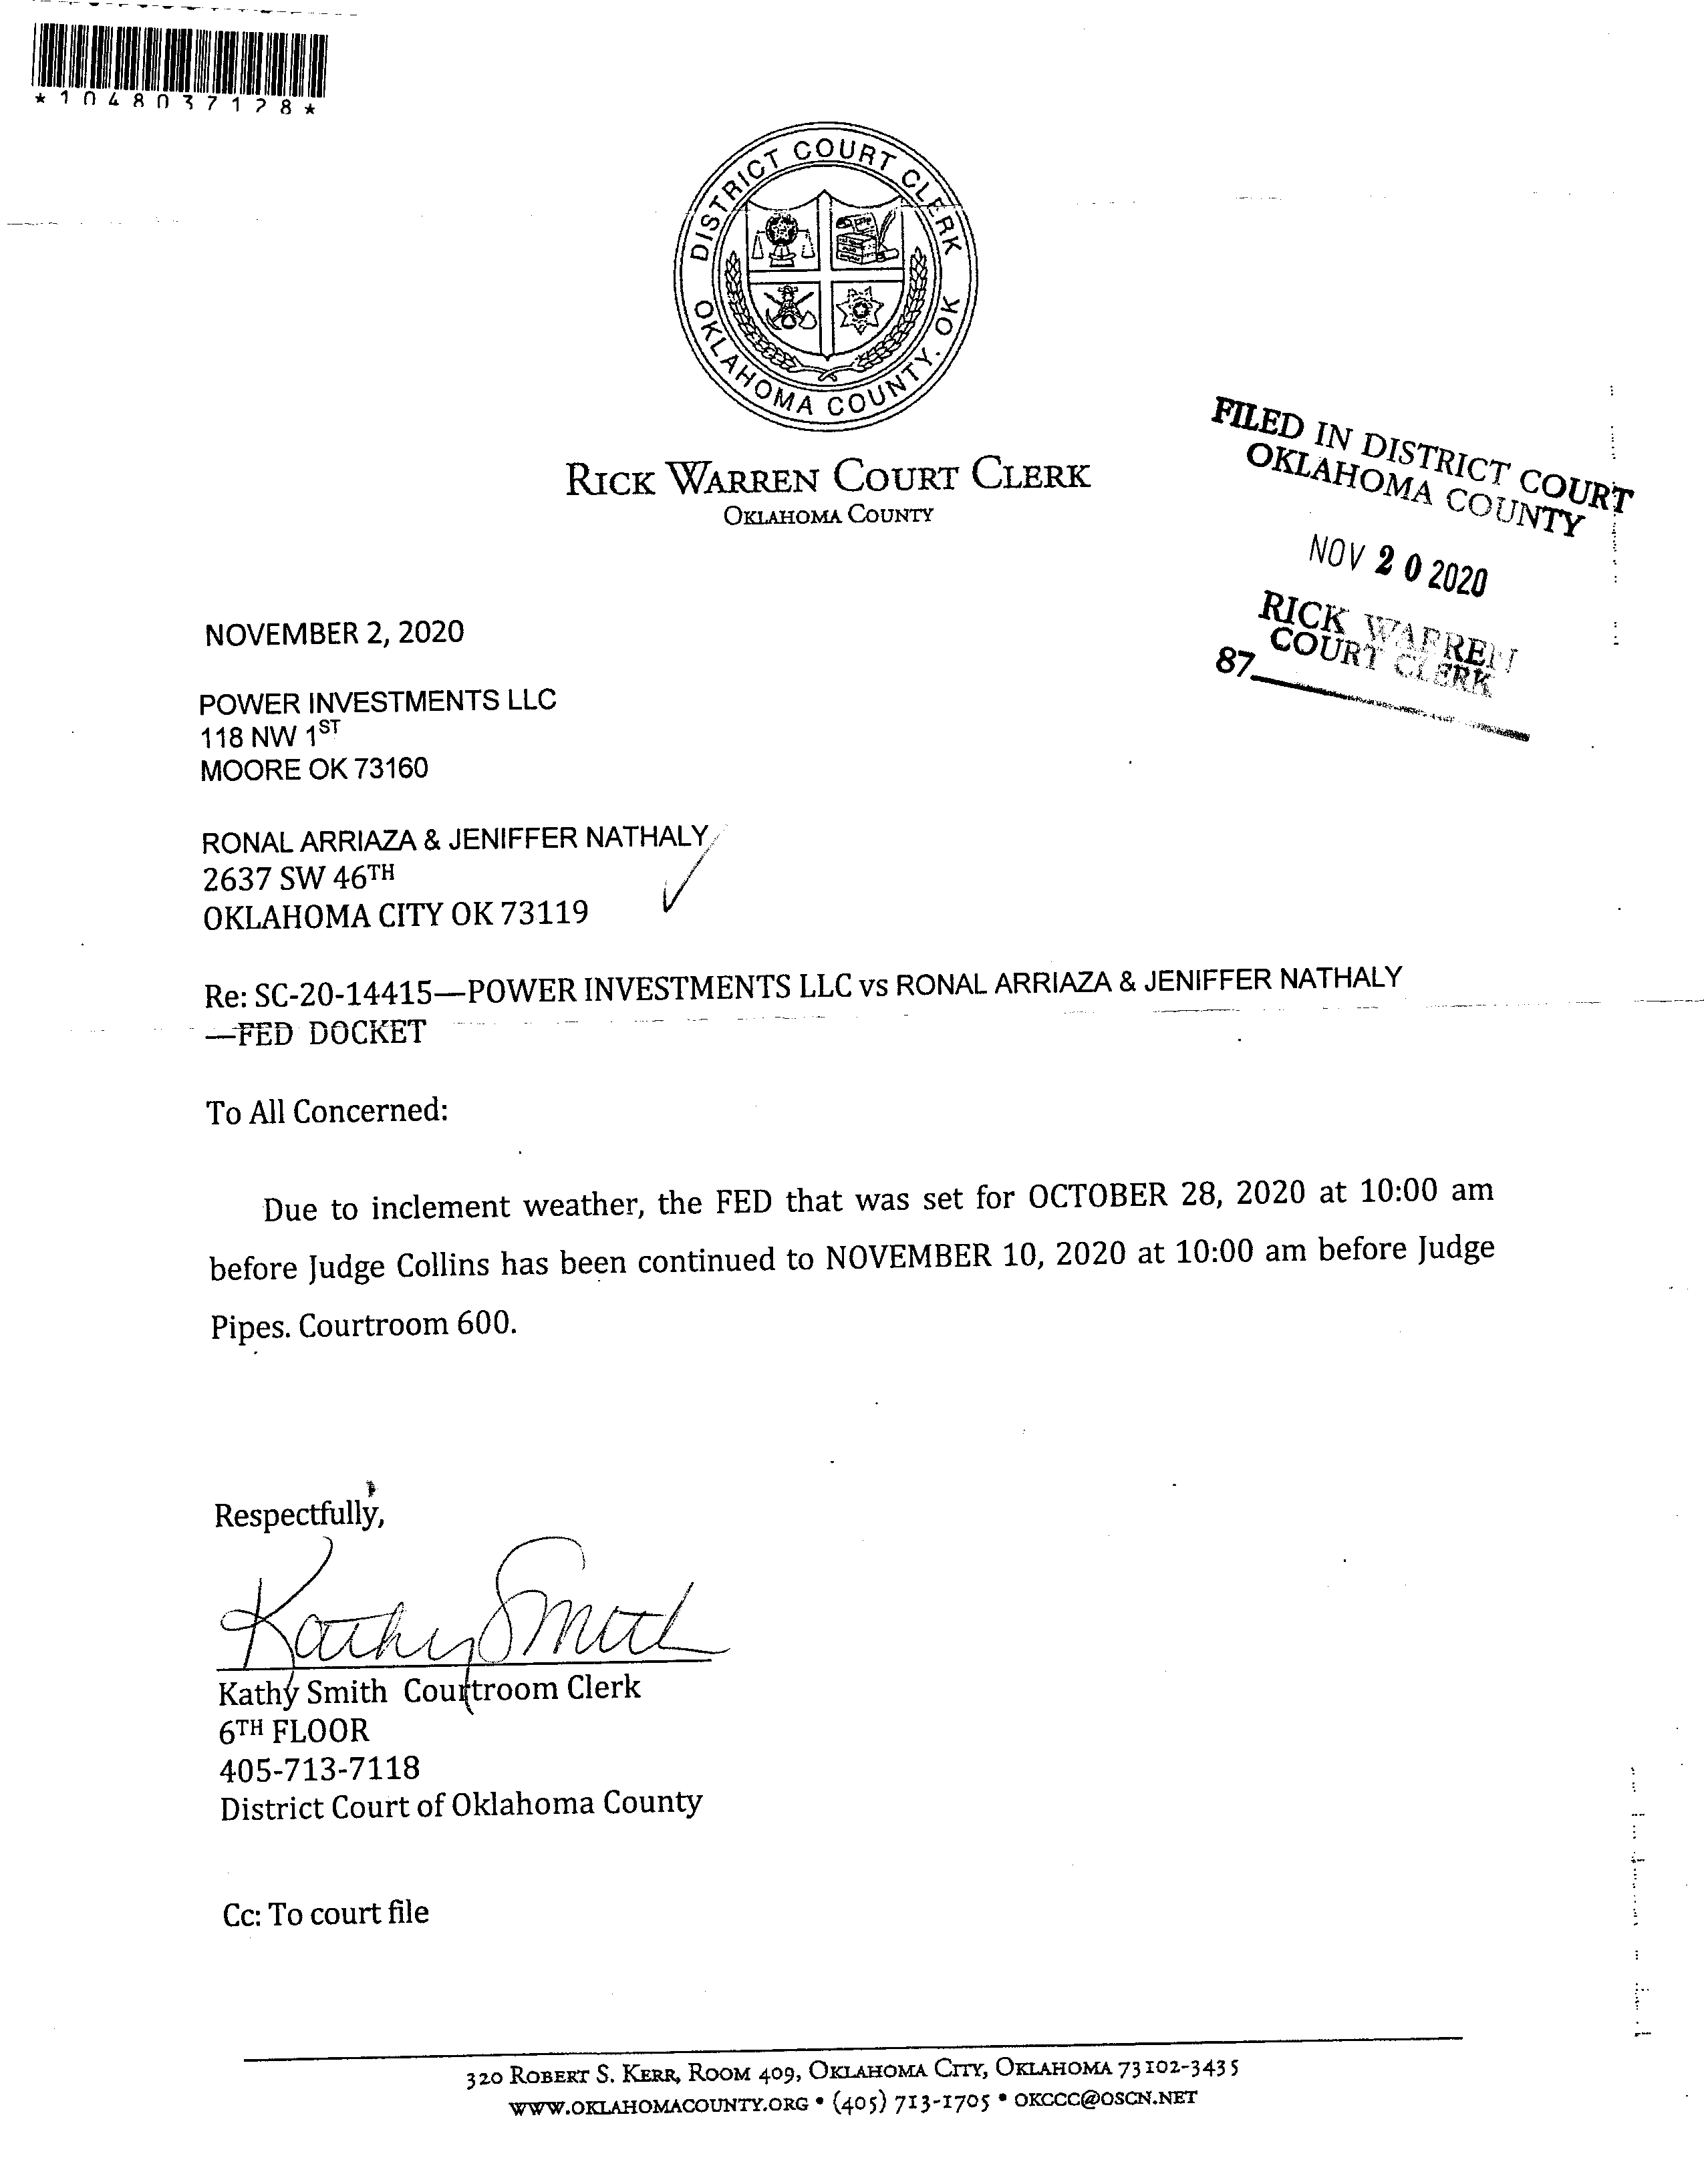 *1048037128*
DISTRICT COURT CLERK
OKLAHOMA COUNTY, OK
RICK WARREN COURT CLERK
OKLAHOMA COUNTY
FILED IN DISTRICT COURT
OKLAHOMA COUNTY
NOV 20 2020
RICK WARREN
COURT CLERK
87
NOVEMBER 2, 2020
POWER INVESTMENTS LLC
118 NW 1ST
MOORE OK 73160
RONAL ARRIAZA & JENIFFER NATHALY
2637 SW 46TH
OKLAHOMA CITY OK 73119
Re: SC-20-14415—POWER INVESTMENTS LLC vs RONAL ARRIAZA & JENIFFER NATHALY
—FED DOCKET
To All Concerned:
Due to inclement weather, the FED that was set for OCTOBER 28, 2020 at 10:00 am
before Judge Collins has been continued to NOVEMBER 10, 2020 at 10:00 am before Judge
Pipes. Courtroom 600.
Respectfully,
Kathy Smith
Kathy Smith Courtroom Clerk
6TH FLOOR
405-713-7118
District Court of Oklahoma County
Cc: To court file
320 ROBERT S. KERR, ROOM 409, OKLAHOMA CITY, OKLAHOMA 73102-3435
WWW.OKLAHOMACOUNTY.ORG • (405) 713-1705 • OKCCC@OSCN.NET